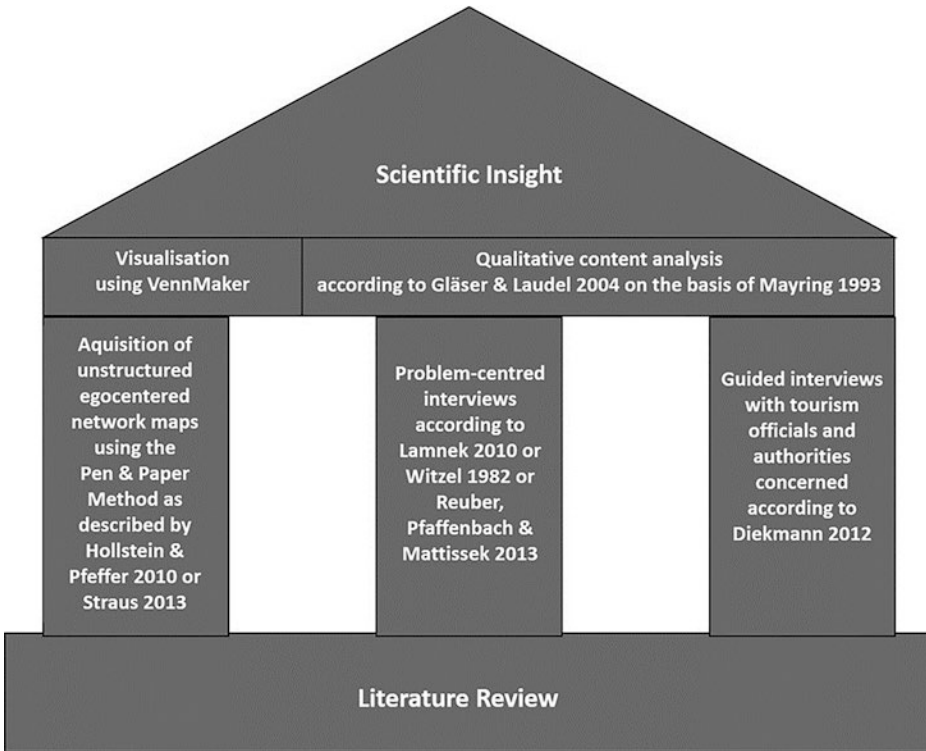 Scientific Insight
Visualisation
using VennMaker
Qualitative content analysis
according to Gläser & Laudel 2004 on the basis of Mayring 1993
Aquisition of
unstructured
egocentered
network maps
using the
Pen & Paper
Method as
described by
Hollstein &
Pfeffer 2010 or
Straus 2013
Problem-centred
interviews
according to
Lamnek 2010 or
Witzel 1982 or
Reuber,
Pfaffenbach &
Mattissek 2013
Guided interviews
with tourism
officials and
authorities
concerned
according to
Diekmann 2012
Literature Review